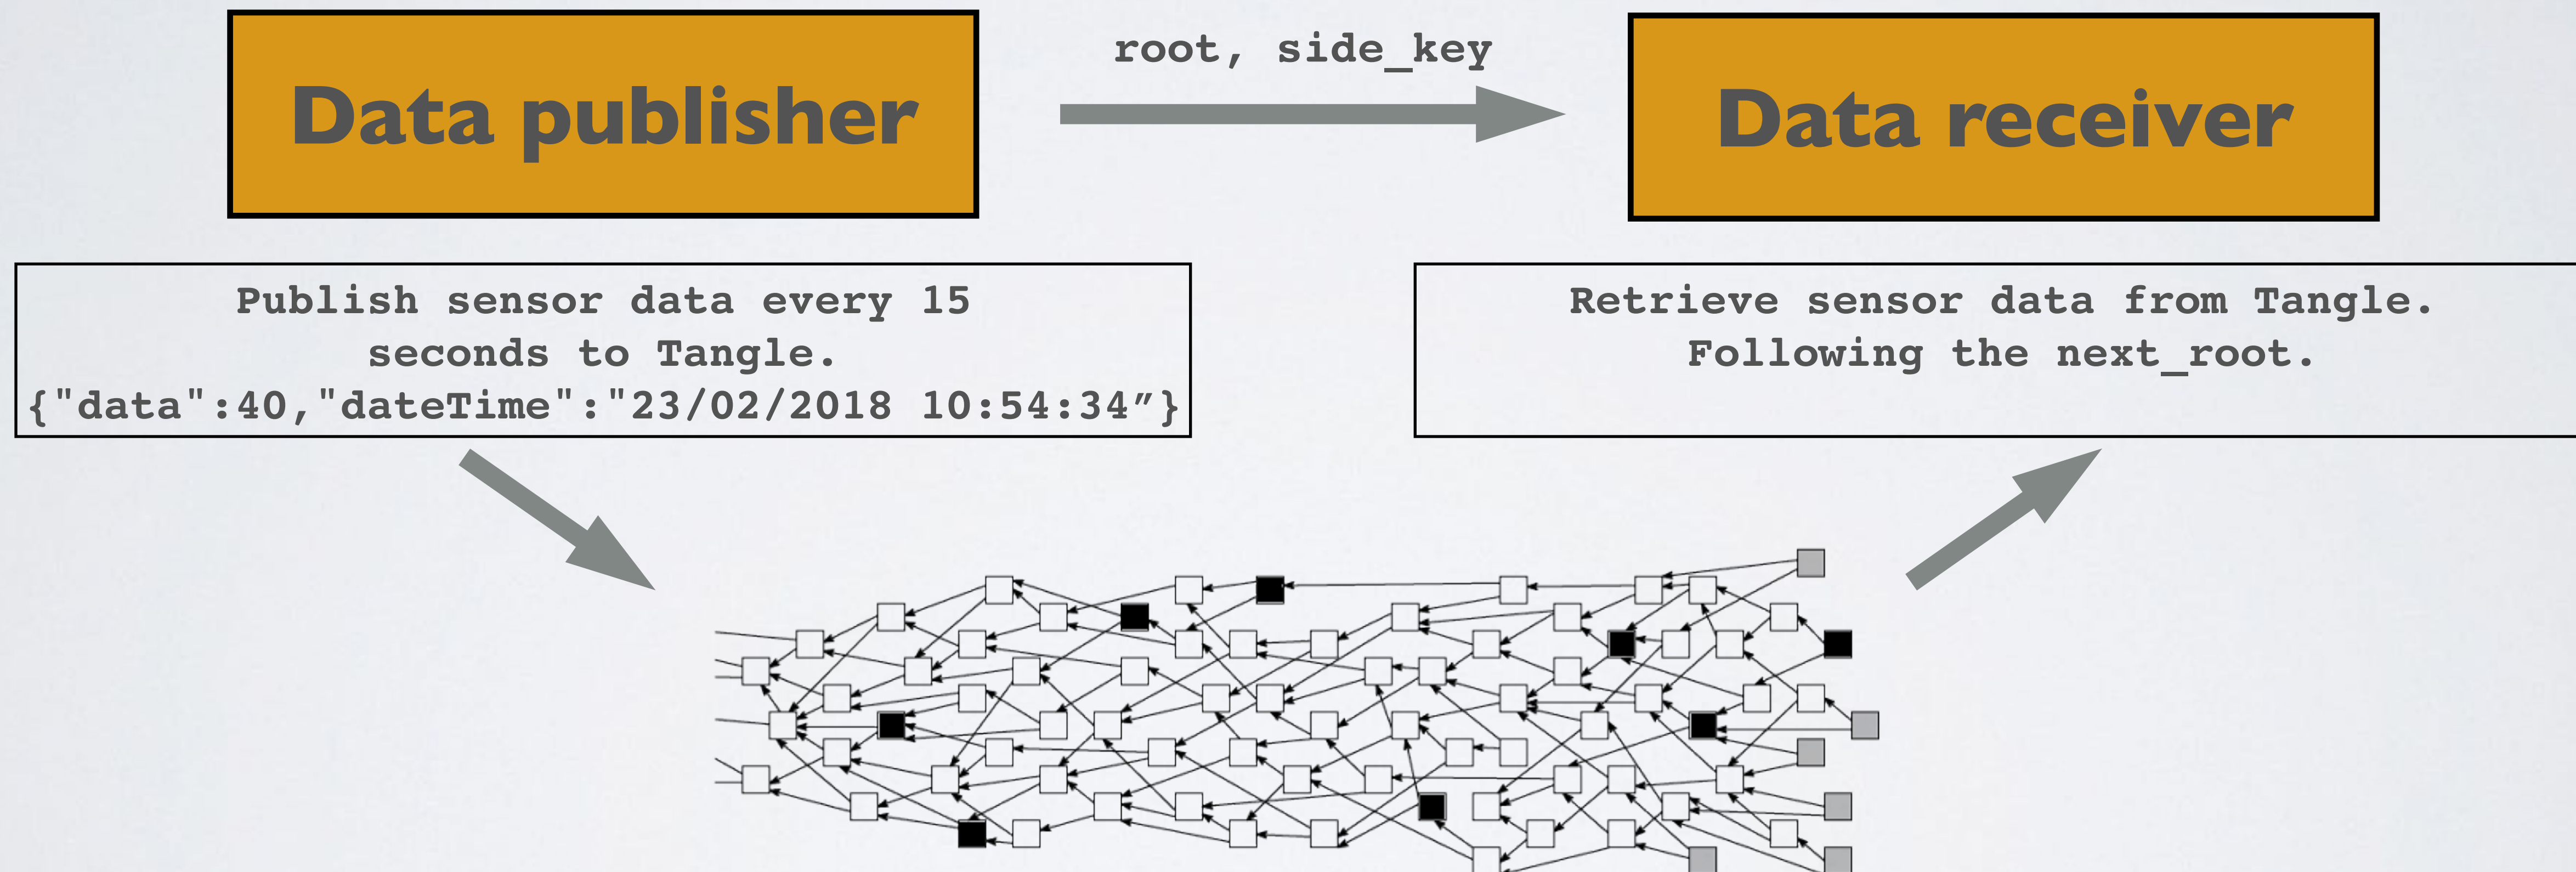 Data publisher
root, side_key
Data receiver
Publish sensor data every 15
seconds to Tangle.
{"data":40,"dateTime":"23/02/2018 10:54:34”}
Retrieve sensor data from Tangle.
Following the next_root.